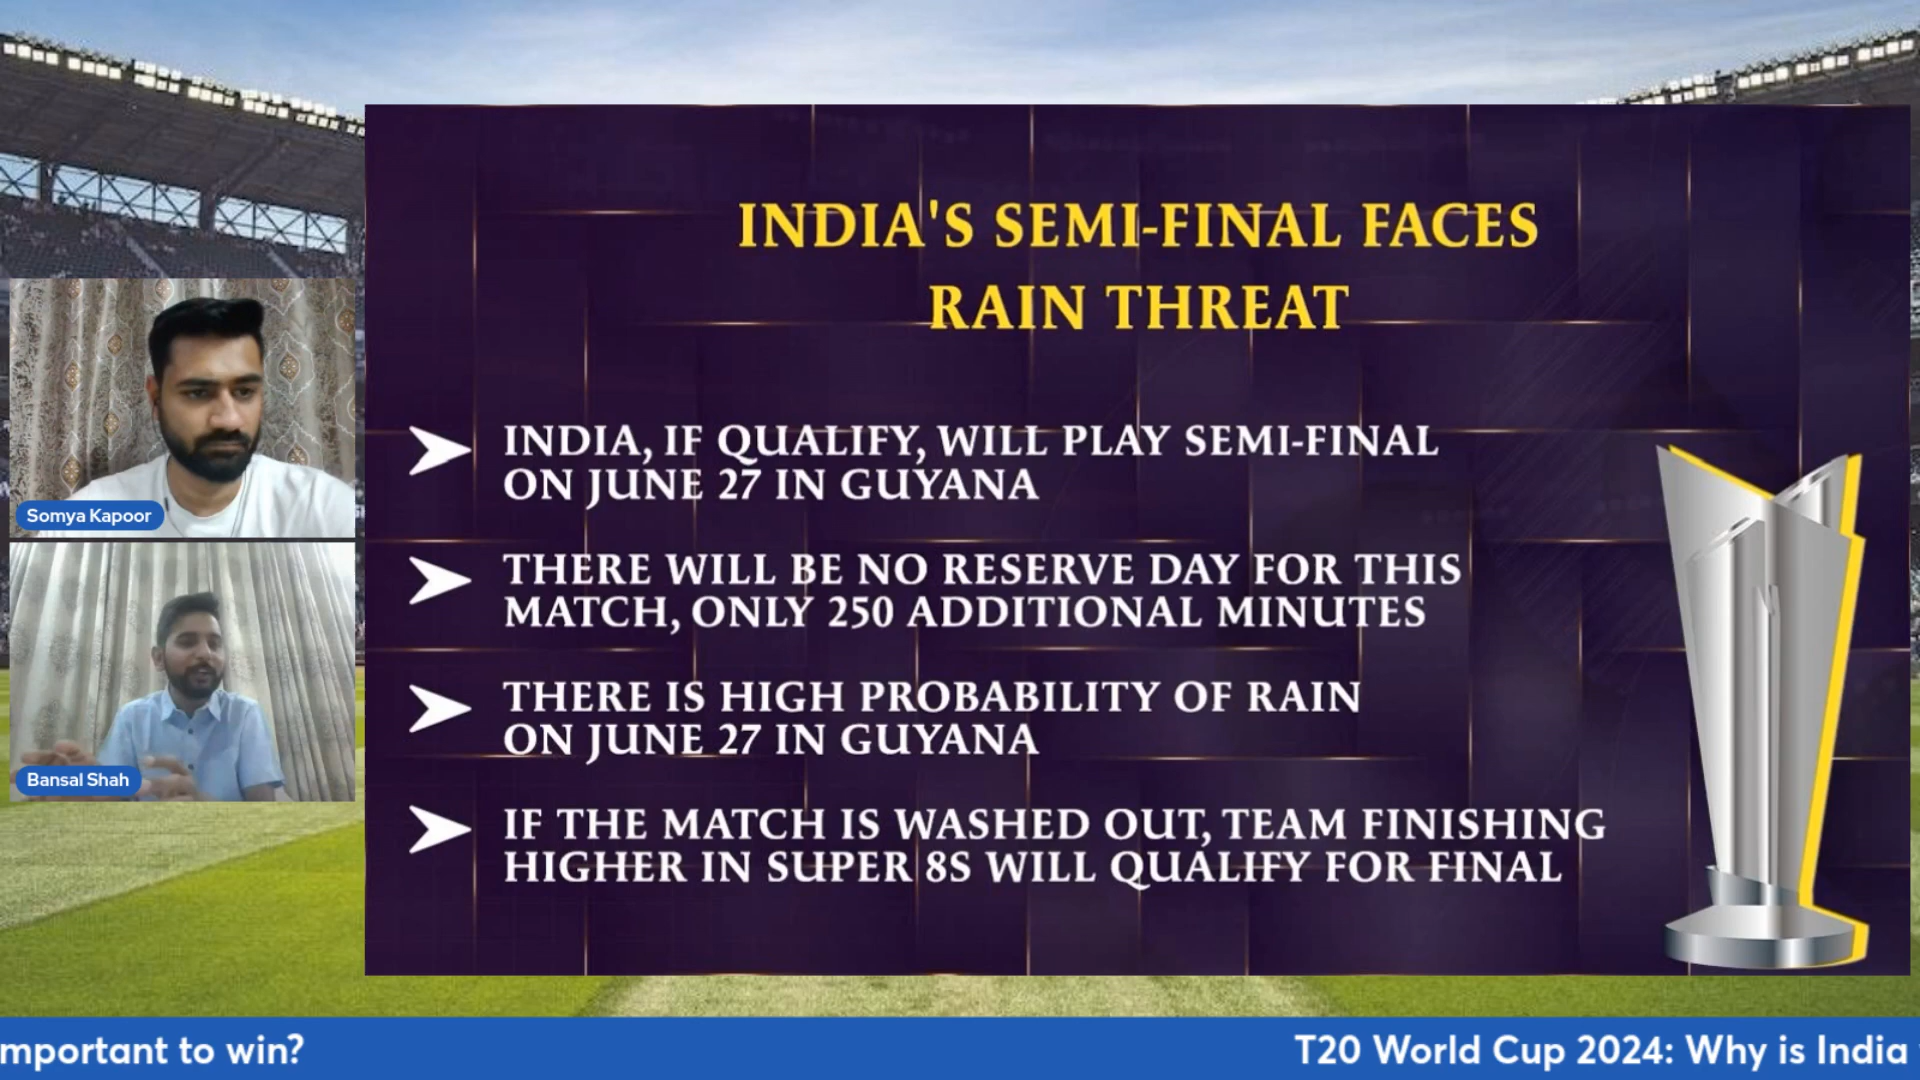 INDIA'S SEMI-FINAL FACES
RAIN THREAT
INDIA, IF QUALIFY, WILL PLAY SEMI-FINAL
ON JUNE 27 IN GUYANA
THERE WILL BE NO RESERVE DAY FOR THIS
MATCH, ONLY 250 ADDITIONAL MINUTES
THERE IS HIGH PROBABILITY OF RAIN
ON JUNE 27 IN GUYANA
IF THE MATCH IS WASHED OUT, TEAM FINISHING
HIGHER IN SUPER 8S WILL QUALIFY FOR FINAL
Somya Kapoor
Bansal Shah
mportant to win?
T20 World Cup 2024: Why is India